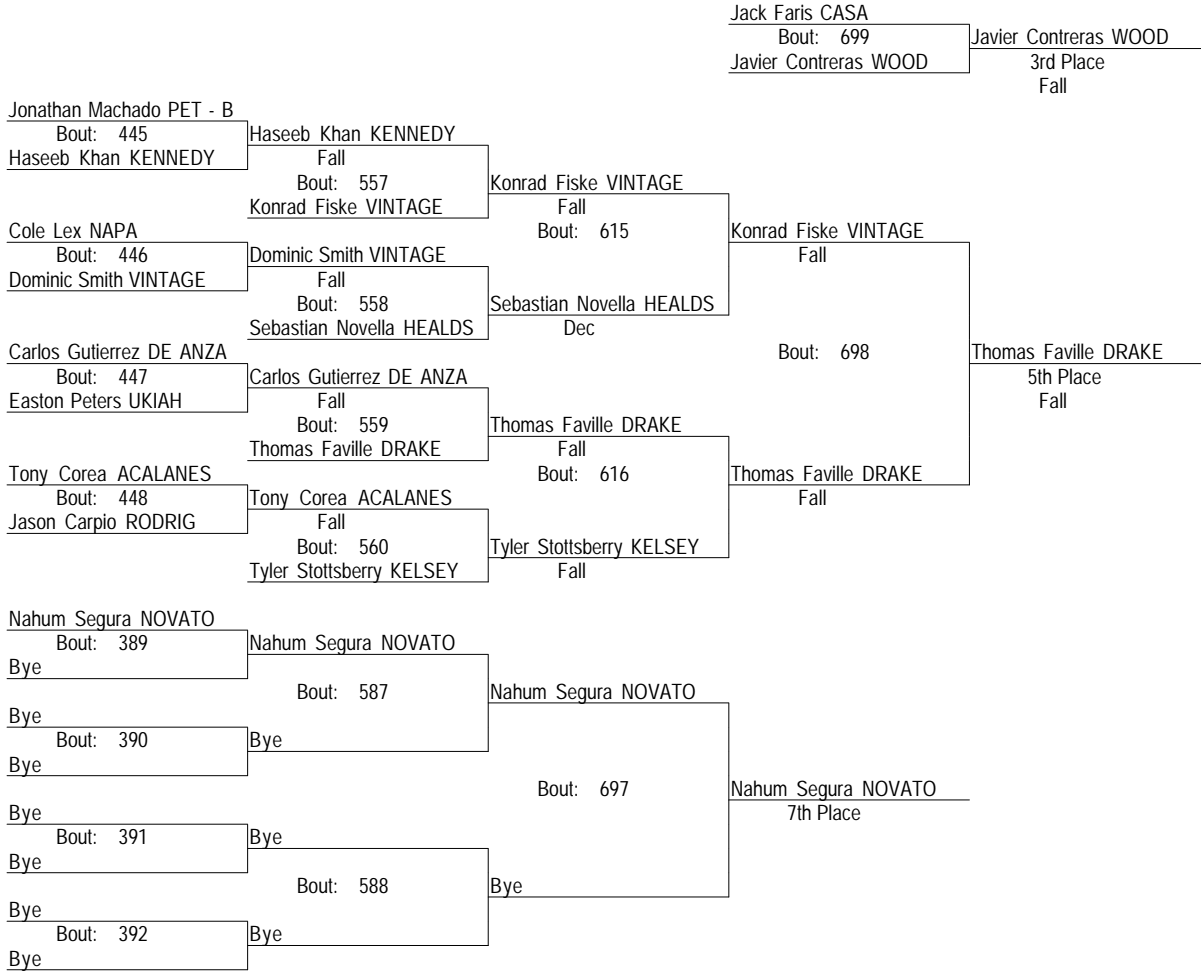 Jack Faris CASA
Bout: 699
Javier Contreras WOOD
Javier Contreras WOOD
3rd Place
Fall
Jonathan Machado PET - B
Bout: 445
Haseeb Khan KENNEDY
Haseeb Khan KENNEDY
Fall
Bout: 557
Konrad Fiske VINTAGE
Konrad Fiske VINTAGE
Fall
Bout: 615
Cole Lex NAPA
Bout: 446
Dominic Smith VINTAGE
Dominic Smith VINTAGE
Fall
Bout: 558
Sebastian Novella HEALDS
Sebastian Novella HEALDS
Dec
Konrad Fiske VINTAGE
Fall
Bout: 698
Carlos Gutierrez DE ANZA
Bout: 447
Easton Peters UKIAH
Carlos Gutierrez DE ANZA
Fall
Bout: 559
Thomas Faville DRAKE
Thomas Faville DRAKE
Fall
Bout: 616
Tony Corea ACALANES
Bout: 448
Jason Carpio RODRIG
Tony Corea ACALANES
Fall
Bout: 560
Tyler Stottsberry KELSEY
Tyler Stottsberry KELSEY
Fall
Thomas Faville DRAKE
Fall
Thomas Faville DRAKE
5th Place
Fall
Nahum Segura NOVATO
Bout: 389
Bye
Nahum Segura NOVATO
Bout: 587
Bye
Bout: 390
Bye
Bye
Nahum Segura NOVATO
Bout: 697
Bye
Bout: 391
Bye
Bye
Bout: 588
Bye
Bout: 392
Bye
Bye
Bye
Nahum Segura NOVATO
7th Place